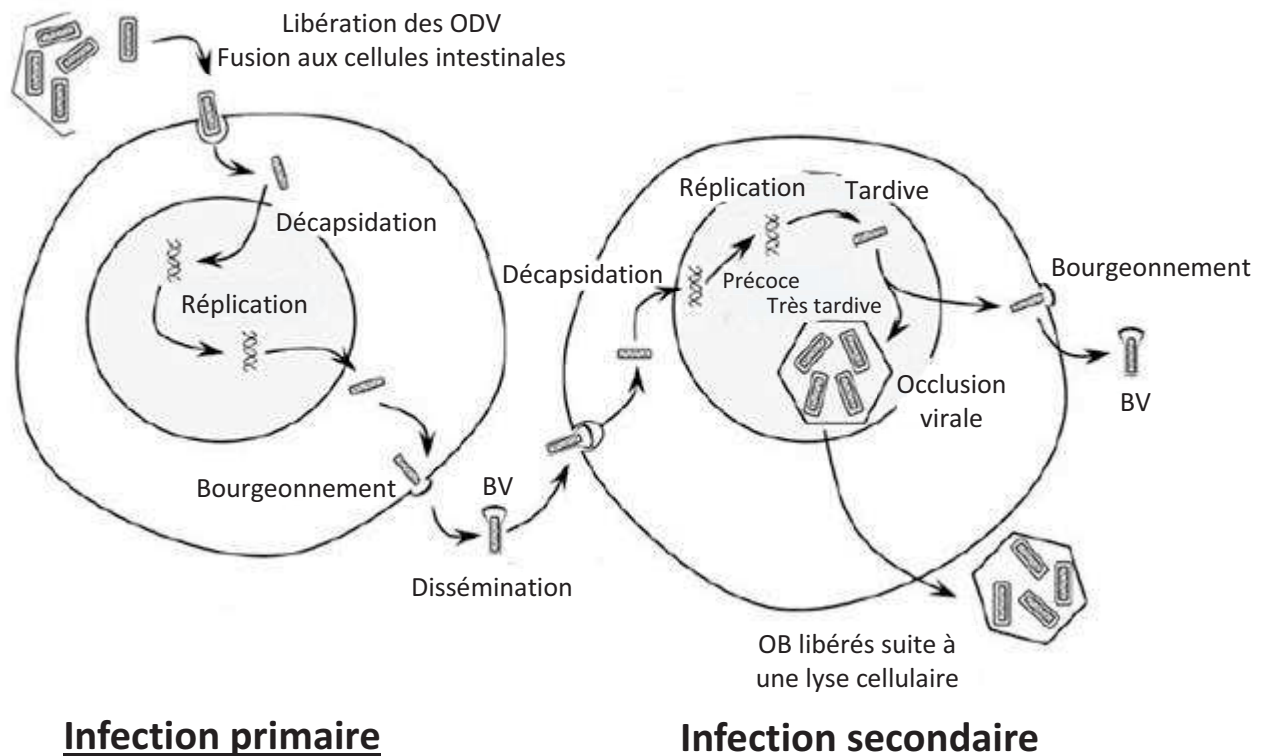 Libération des ODV
Fusion aux cellules intestinales
Décapsidation
Réplication
Bourgeonnement
BV
Dissémination
Décapsidation
Réplication
Tardive
Précoce
Très tardive
Occlusion
virale
Bourgeonnement
BV
OB libérés suite à
une lyse cellulaire
Infection primaire
Infection secondaire